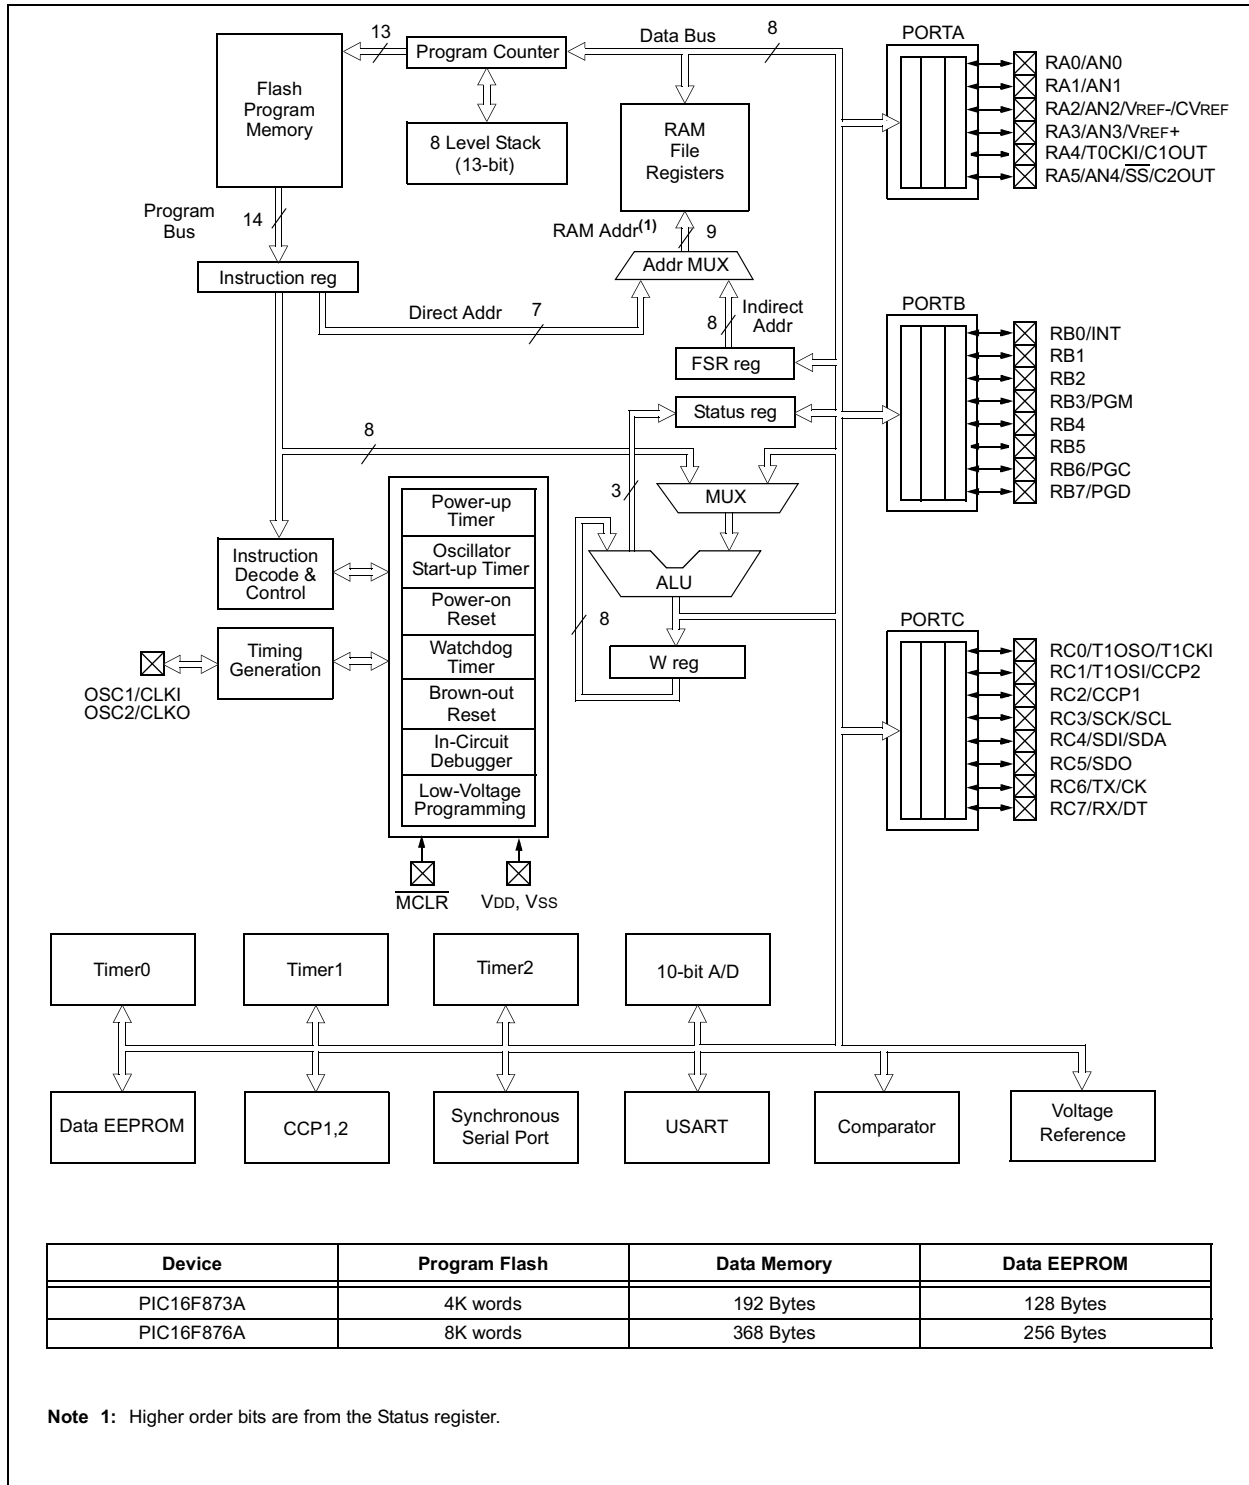 13
Program Counter
Data Bus
8
PORTA
Flash
Program
Memory
8 Level Stack
(13-bit)
RAM
File
Registers
RA0/AN0
RA1/AN1
RA2/AN2/VREF-/CVREF
RA3/AN3/VREF+
RA4/T0CKI/C1OUT
RA5/AN4/SS/C2OUT
Program
Bus
14
RAM Addr(1)
9
Addr MUX
Instruction reg
Direct Addr
7
8
Indirect
Addr
FSR reg
Status reg
PORTB
RB0/INT
RB1
RB2
RB3/PGM
RB4
RB5
RB6/PGC
RB7/PGD
8
3
MUX
ALU
8
W reg
Power-up
Timer
Oscillator
Start-up Timer
Power-on
Reset
Watchdog
Timer
Brown-out
Reset
In-Circuit
Debugger
Low-Voltage
Programming
Instruction
Decode &
Control
Timing
Generation
OSC1/CLKI
OSC2/CLKO
MCLR
VDD, VSS
PORTC
RC0/T1OSO/T1CKI
RC1/T1OSI/CCP2
RC2/CCP1
RC3/SCK/SCL
RC4/SDI/SDA
RC5/SDO
RC6/TX/CK
RC7/RX/DT
Timer0
Timer1
Timer2
10-bit A/D
Data EEPROM
CCP1,2
Synchronous
Serial Port
USART
Comparator
Voltage
Reference
Device Program Flash Data Memory Data EEPROM
PIC16F873A 4K words 192 Bytes 128 Bytes
PIC16F876A 8K words 368 Bytes 256 Bytes
Note 1: Higher order bits are from the Status register.